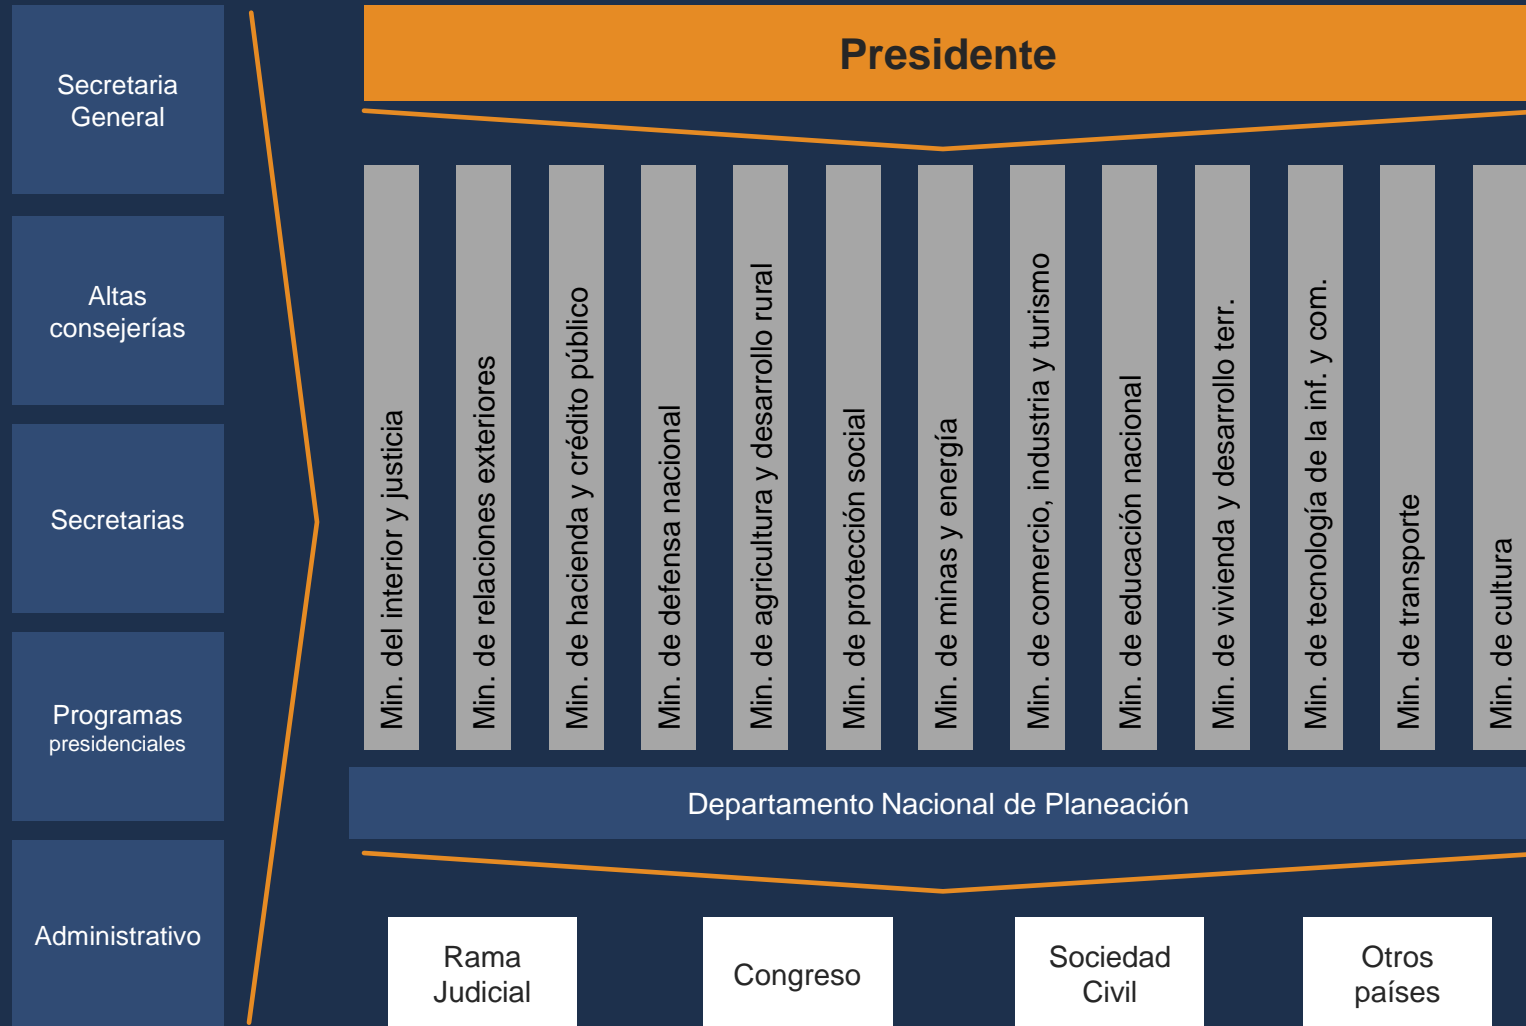 Secretaria
General
Altas
consejerías
Secretarias
Programas
presidenciales
Administrativo
Presidente
Min. del interior y justicia
Min. de relaciones exteriores
Min. de hacienda y crédito público
Min. de defensa nacional
Min. de agricultura y desarrollo rural
Min. de protección social
Min. de minas y energía
Min. de comercio, industria y turismo
Min. de educación nacional
Min. de vivienda y desarrollo terr.
Min. de tecnología de la inf. y com.
Min. de transporte
Min. de cultura
Departamento Nacional de Planeación
Rama
Judicial
Congreso
Sociedad
Civil
Otros
países